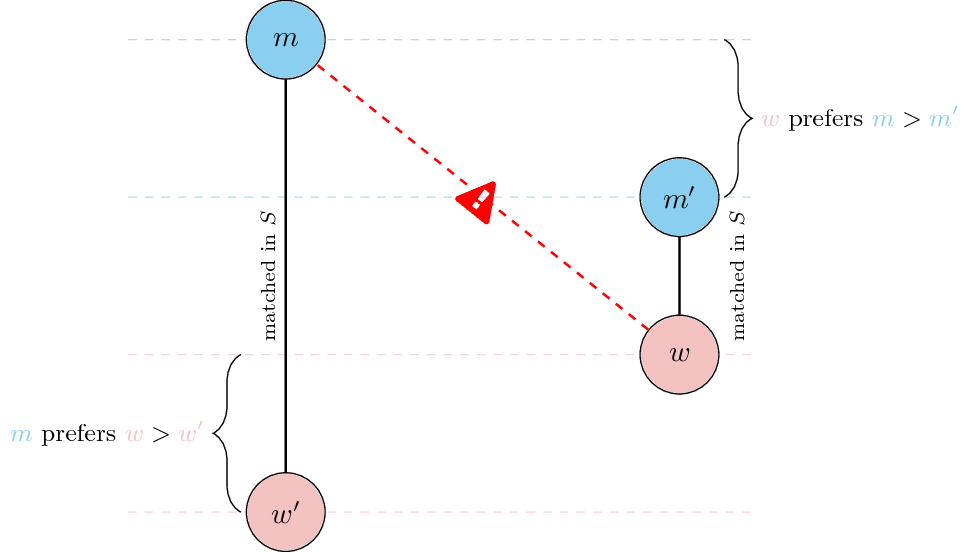 m
w prefers m > m′
m′
!
matched in S
matched in S
w
m prefers w > w′
w′